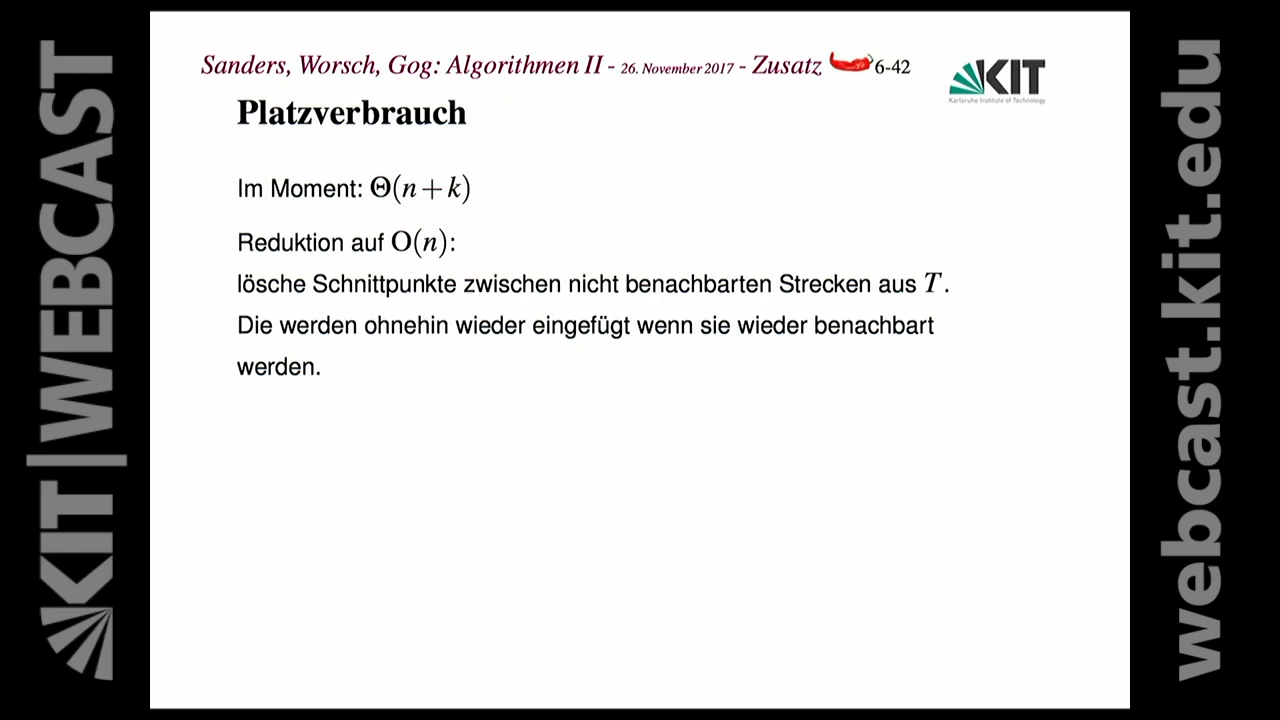 Sanders, Worsch, Gog: Algorithmen II - 26. November 2017 - Zusatz 6-42
KIT
Karlsruhe Institute of Technology
Platzverbrauch
Im Moment: Θ(n+k)
Reduktion auf O(n):
lösche Schnittpunkte zwischen nicht benachbarten Strecken aus T.
Die werden ohnehin wieder eingefügt wenn sie wieder benachbart
werden.
KIT|WEBCAST
webcast.kit.edu